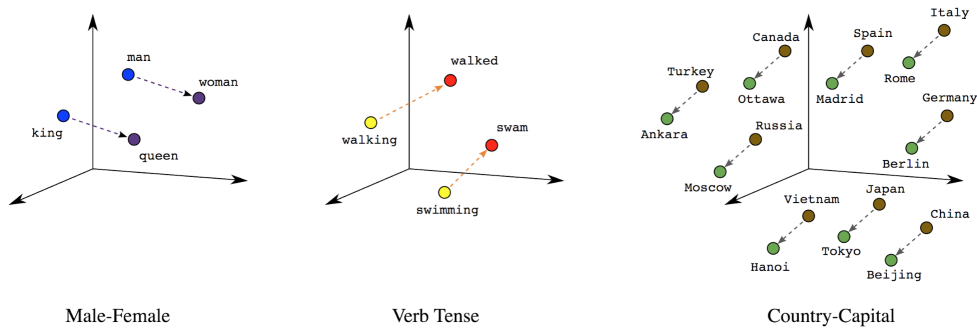 man
woman
king
queen
Male-Female
walked
walking
swam
swimming
Verb Tense
Italy
Canada
Spain
Rome
Turkey
Ottawa
Madrid
Germany
Ankara
Russia
Berlin
Moscow
Japan
Vietnam
China
Tokyo
Hanoi
Beijing
Country-Capital